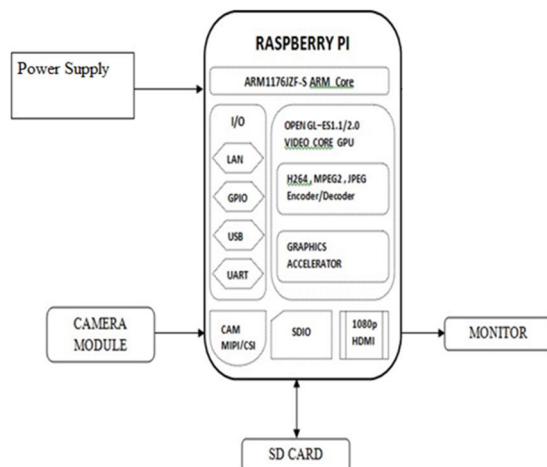 RASPBERRY PI
Power Supply
ARM1176JZF-S ARM Core
I/O
LAN
GPIO
USB
UART
OPEN GL-ES1.1/2.0
VIDEO CORE GPU
H264, MPEG2, JPEG
Encoder/Decoder
GRAPHICS
ACCELERATOR
CAMERA
MODULE
CAM
MIPI/CSI
SDIO
1080p
HDMI
MONITOR
SD CARD